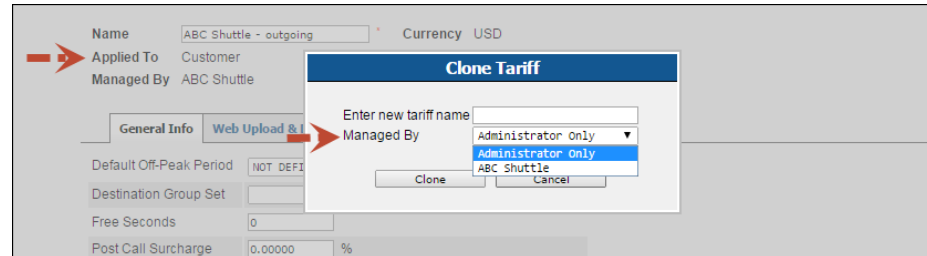 Name ABC Shuttle - outgoing * Currency USD
Applied To Customer
Managed By ABC Shuttle
Clone Tariff
Enter new tariff name
Managed By Administrator Only
Administrator Only
ABC Shuttle
Clone Cancel
General Info Web Upload &
Default Off-Peak Period NOT DEFI
Destination Group Set
Free Seconds 0
Post Call Surcharge 0.00000 %